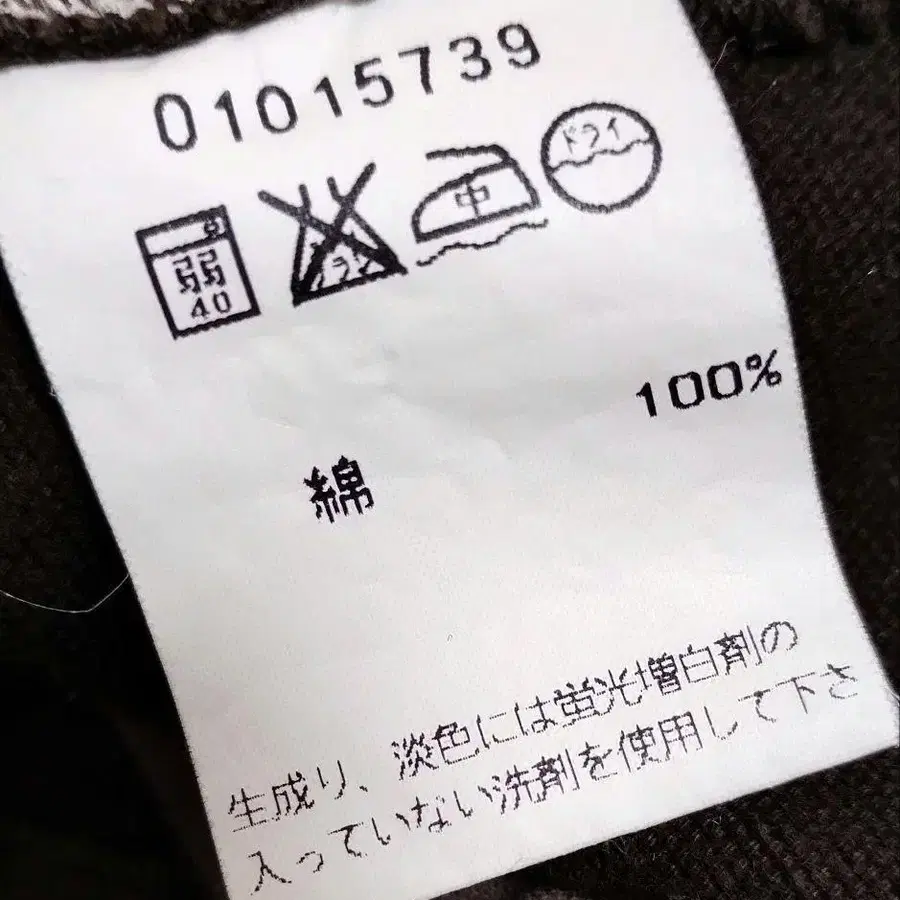 01015739
弱 40 中 ドライ
綿 100%
生成り、淡色には蛍光増白剤の
入っていない洗剤を使用して下さ